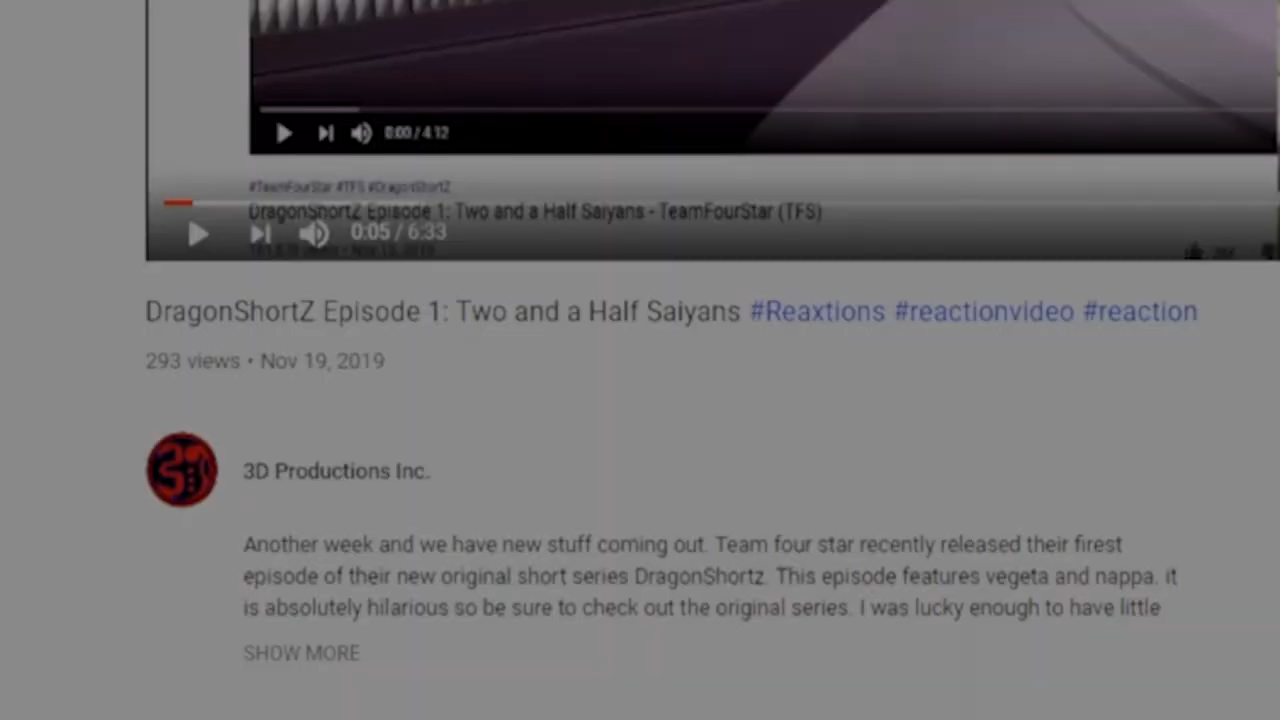 0:00 / 4:12
#TeamFourStar #TFS #DragonShortZ
DragonShortZ Episode 1: Two and a Half Saiyans - TeamFourStar (TFS)
0:05 / 6:33
DragonShortZ Episode 1: Two and a Half Saiyans #Reaxtions #reactionvideo #reaction
293 views • Nov 19, 2019
3D Productions Inc.
Another week and we have new stuff coming out. Team four star recently released their firest
episode of their new original short series DragonShortz. This episode features vegeta and nappa. it
is absolutely hilarious so be sure to check out the original series. I was lucky enough to have little
SHOW MORE